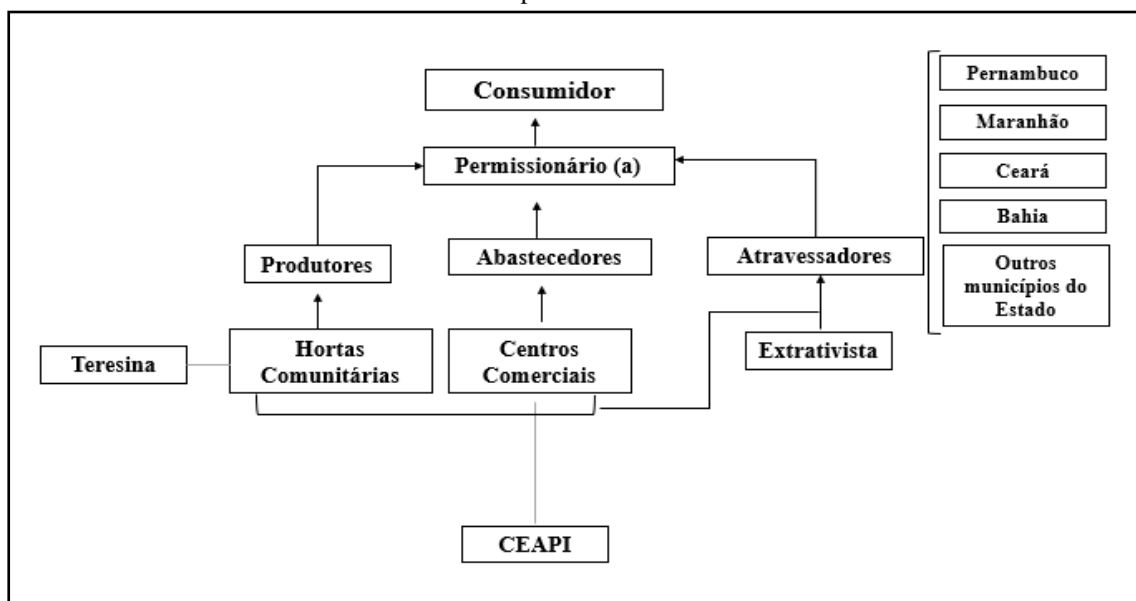 Consumidor
Permissionário (a)
Produtores
Abastecedores
Atravessadores
Pernambuco
Maranhão
Ceará
Bahia
Outros
municípios do
Estado
Teresina
Hortas
Comunitárias
Centros
Comerciais
Extrativista
CEAPI